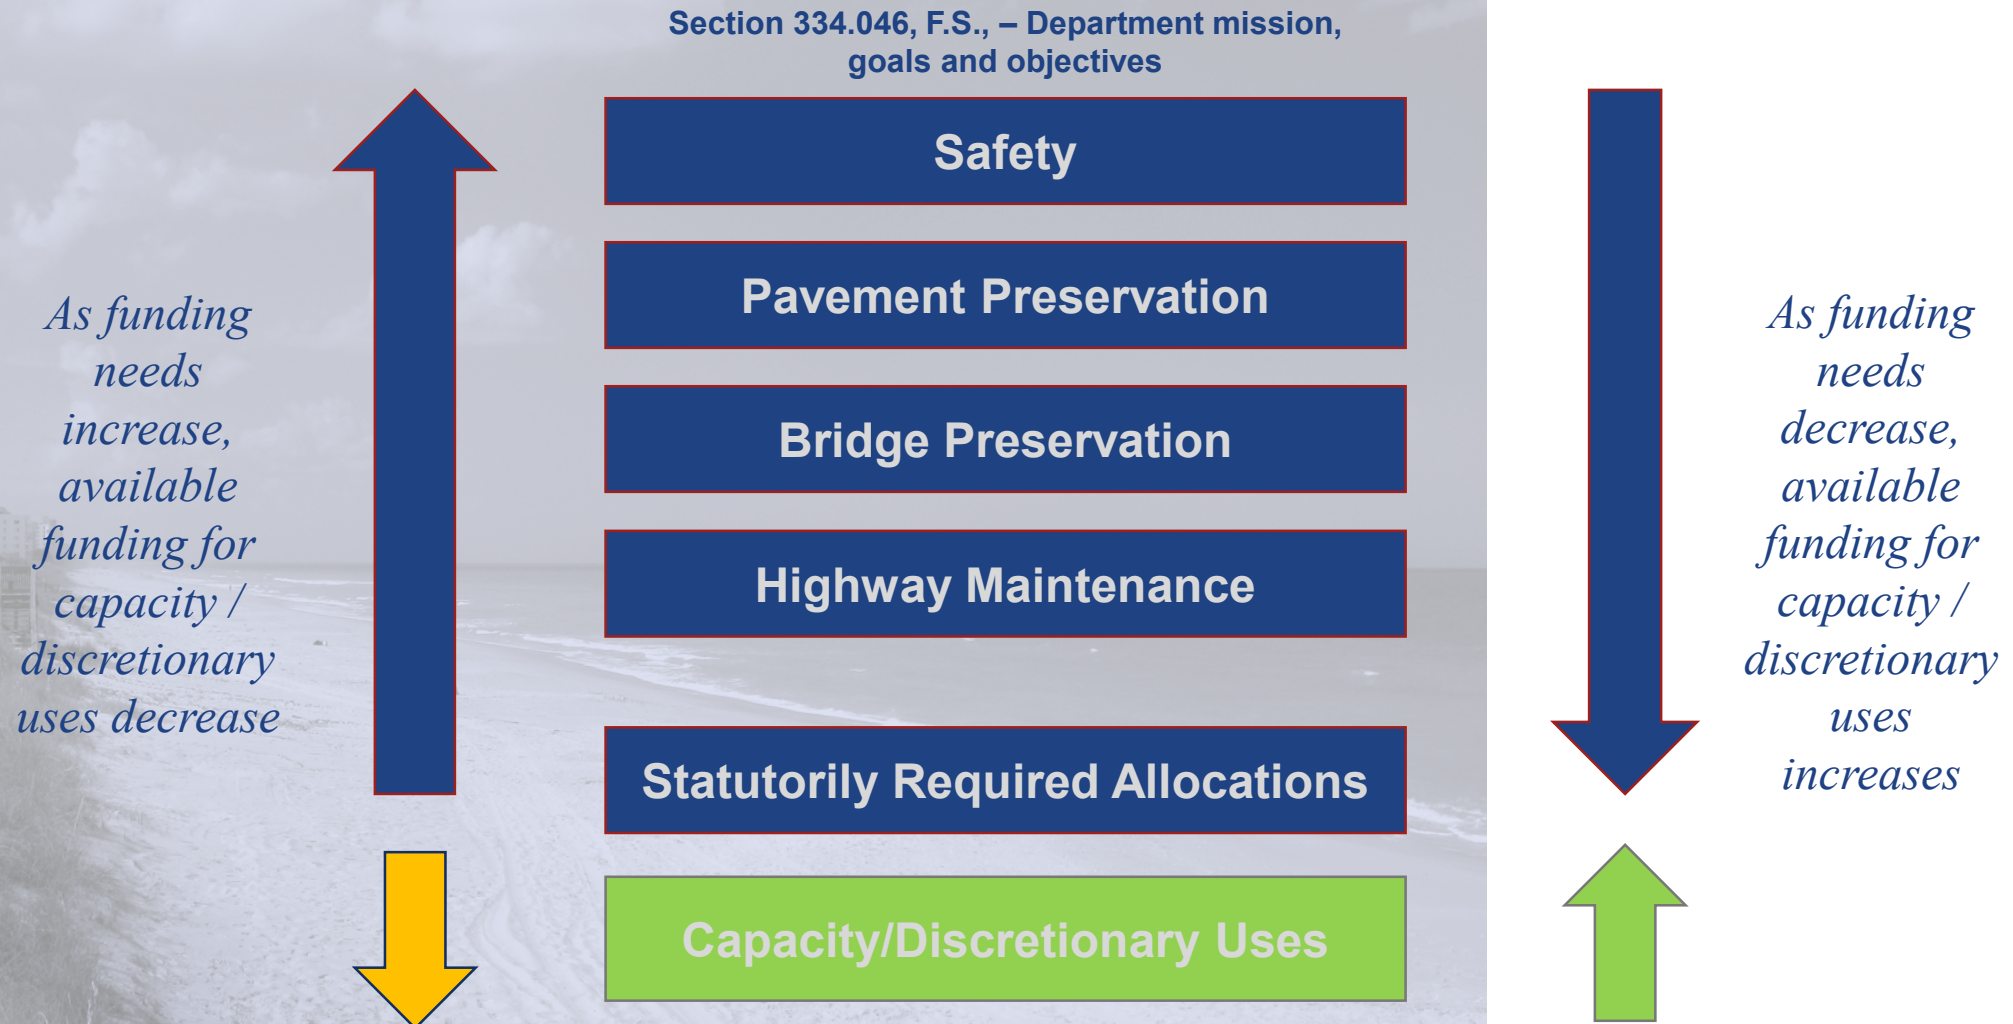 Section 334.046, F.S., – Department mission,
goals and objectives
As funding
needs
increase,
available
funding for
capacity /
discretionary
uses decrease
Safety
Pavement Preservation
Bridge Preservation
Highway Maintenance
Statutorily Required Allocations
Capacity/Discretionary Uses
As funding
needs
decrease,
available
funding for
capacity /
discretionary
uses
increases